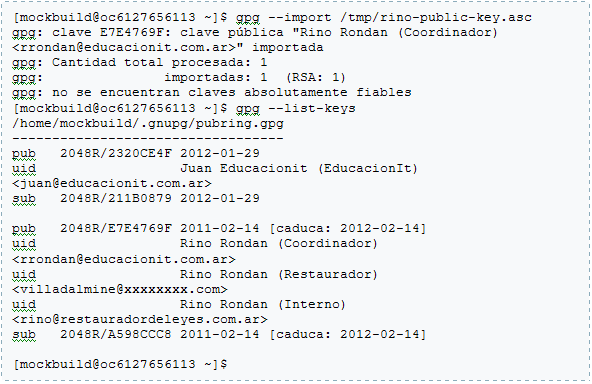 [mockbuild@oc6127656113 ~]$ gpg --import /tmp/rino-public-key.asc
gpg: clave E7E4769F: clave pública "Rino Rondan (Coordinador)
<rrondan@educacionit.com.ar>" importada
gpg: Cantidad total procesada: 1
gpg:               importadas: 1  (RSA: 1)
gpg: no se encuentran claves absolutamente fiables
[mockbuild@oc6127656113 ~]$ gpg --list-keys
/home/mockbuild/.gnupg/pubring.gpg
----------------------------------
pub   2048R/2320CE4F 2012-01-29
uid                  Juan Educacionit (EducacionIt)
<juan@educacionit.com.ar>
sub   2048R/211B0879 2012-01-29
pub   2048R/E7E4769F 2011-02-14 [caduca: 2012-02-14]
uid                  Rino Rondan (Coordinador)
<rrondan@educacionit.com.ar>
uid                  Rino Rondan (Restaurador)
<villadalmine@xxxxxxxx.com>
uid                  Rino Rondan (Interno)
<rino@restauradordeleyes.com.ar>
sub   2048R/A598CCC8 2011-02-14 [caduca: 2012-02-14]
[mockbuild@oc6127656113 ~]$